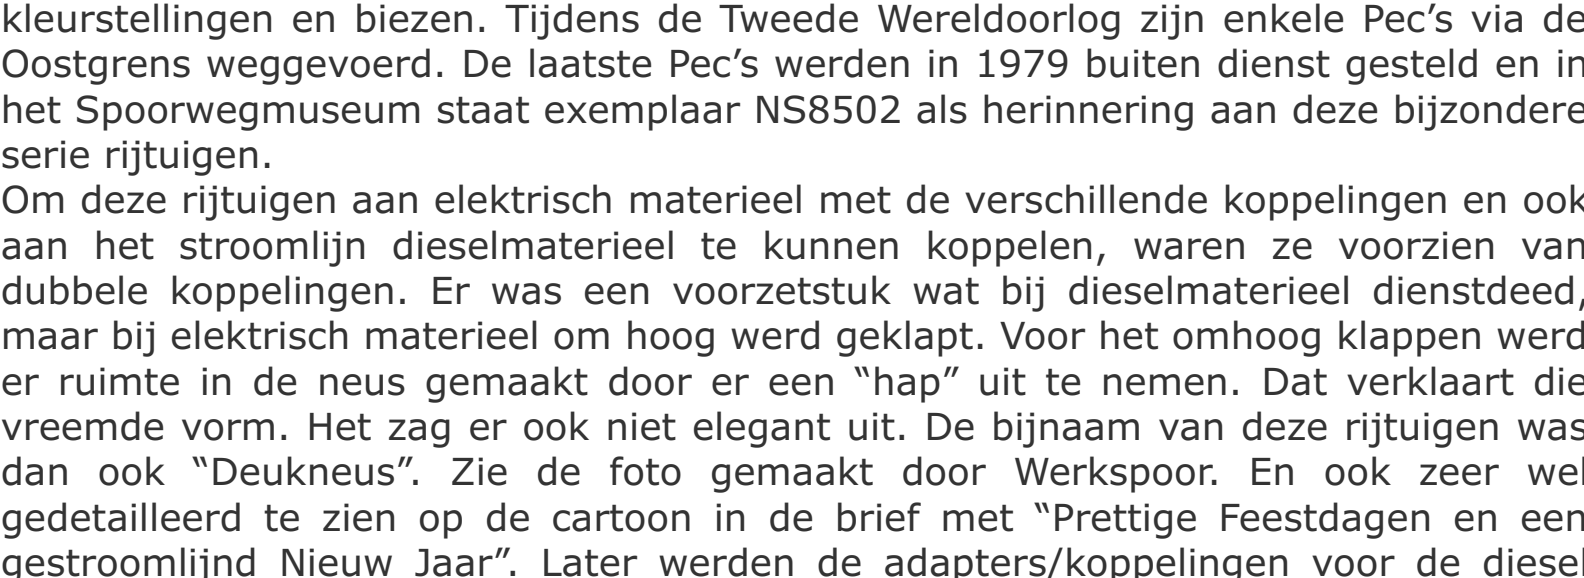 kleurstellingen en biezen. Tijdens de Tweede Wereldoorlog zijn enkele Pec’s via de
Oostgrens weggevoerd. De laatste Pec’s werden in 1979 buiten dienst gesteld en in
het Spoorwegmuseum staat exemplaar NS8502 als herinnering aan deze bijzondere
serie rijtuigen.
Om deze rijtuigen aan elektrisch materieel met de verschillende koppelingen en ook
aan het stroomlijn dieselmaterieel te kunnen koppelen, waren ze voorzien van
dubbele koppelingen. Er was een voorzetstuk wat bij dieselmaterieel dienstdeed,
maar bij elektrisch materieel om hoog werd geklapt. Voor het omhoog klappen werd
er ruimte in de neus gemaakt door er een “hap” uit te nemen. Dat verklaart die
vreemde vorm. Het zag er ook niet elegant uit. De bijnaam van deze rijtuigen was
dan ook “Deukneus”. Zie de foto gemaakt door Werkspoor. En ook zeer wel
gedetailleerd te zien op de cartoon in de brief met “Prettige Feestdagen en een
gestroomlijnd Nieuw Jaar”. Later werden de adapters/koppelingen voor de diesel